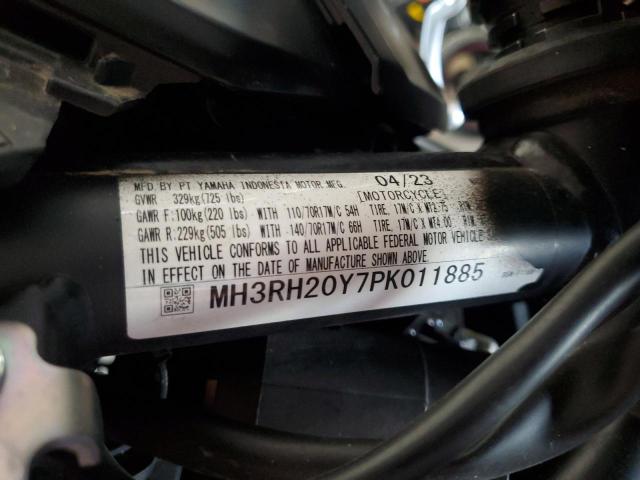 MFD. BY PT YAMAHA INDONESIA MOTOR. MFG. 04/23
GVWR 329kg(725 lbs) [MOTORCYCLE]
GAWR F:100kg(220 lbs) WITH 110/70R17M/C 54H TIRE, 17M/C X MT2.75 RIM,
GAWR R:229kg(505 lbs) WITH 140/70R17M/C 66H TIRE, 17M/C X MT4.00 RIM,
THIS VEHICLE CONFORMS TO ALL APPLICABLE FEDERAL MOTOR VEHICLE
IN EFFECT ON THE DATE OF MANUFACTURE SHOWN ABOVE.
MH3RH20Y7PK011885